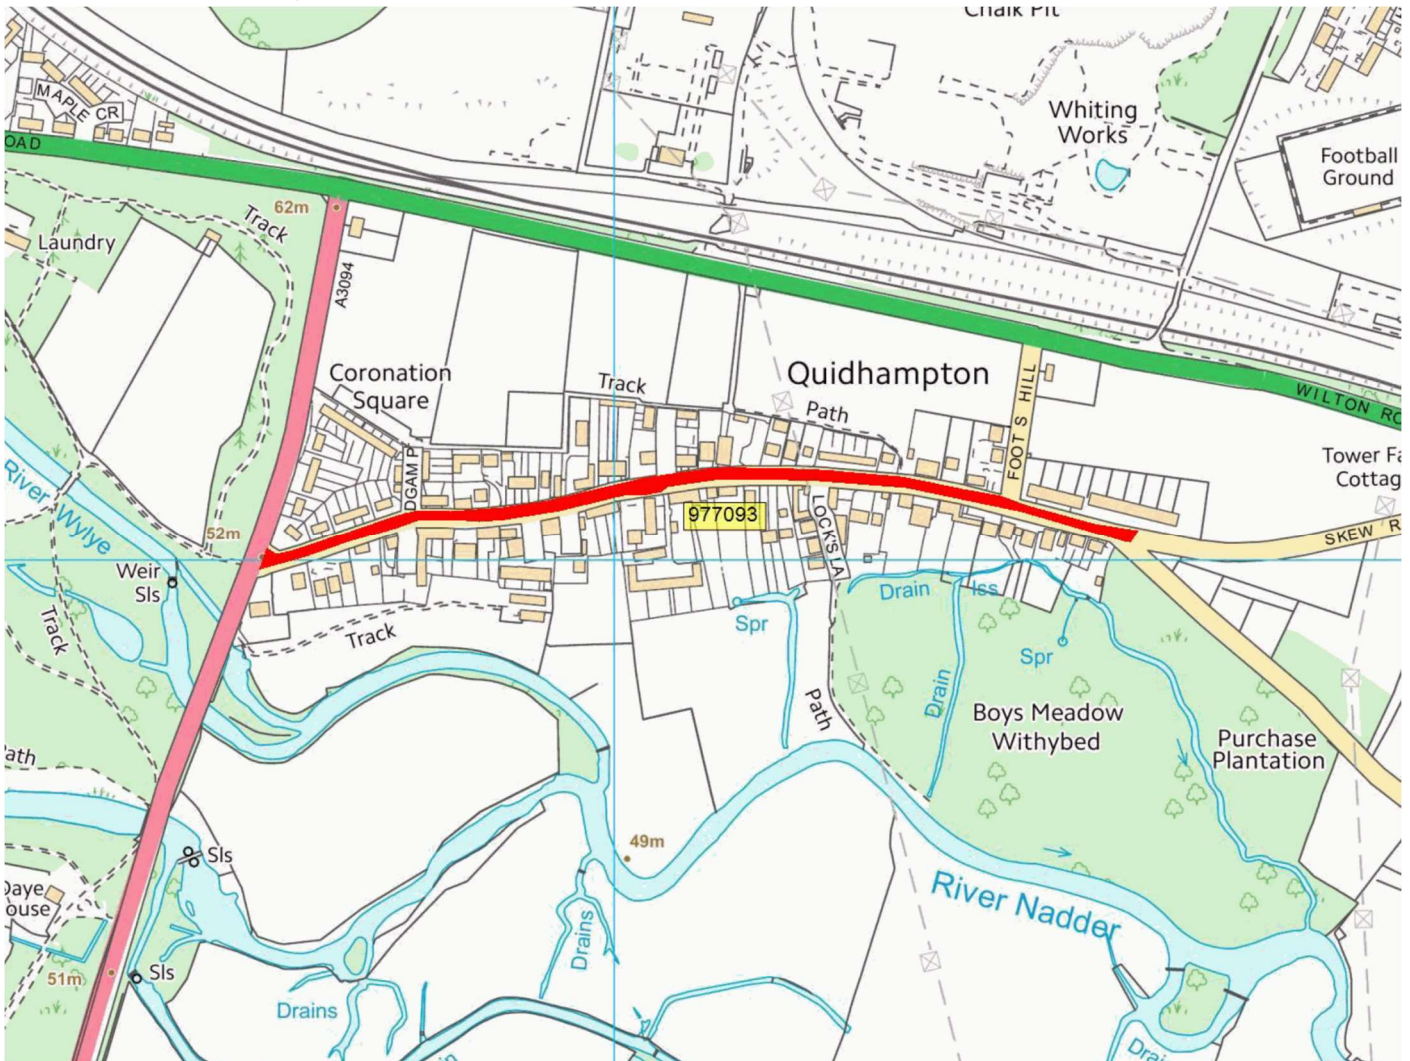 Chalk Pit
MAPLE CR
Whiting
Works
OAD
Football
Ground
62m
Track
Laundry
A3094
Coronation
Square
Track
Quidhampton
Path
FOOT S HILL
WILTON RO
Tower Fa
Cottag
River Wylye
DGAM P
52m
977093
LOCK'S LA
SKEW R
Weir
Sls
Drain
Iss
Track
Track
Spr
Spr
Drain
Path
Boys Meadow
Withybed
Purchase
Plantation
ath
49m
Sls
River Nadder
Daye
ouse
Drains
51m
Sls
Drains
Drai